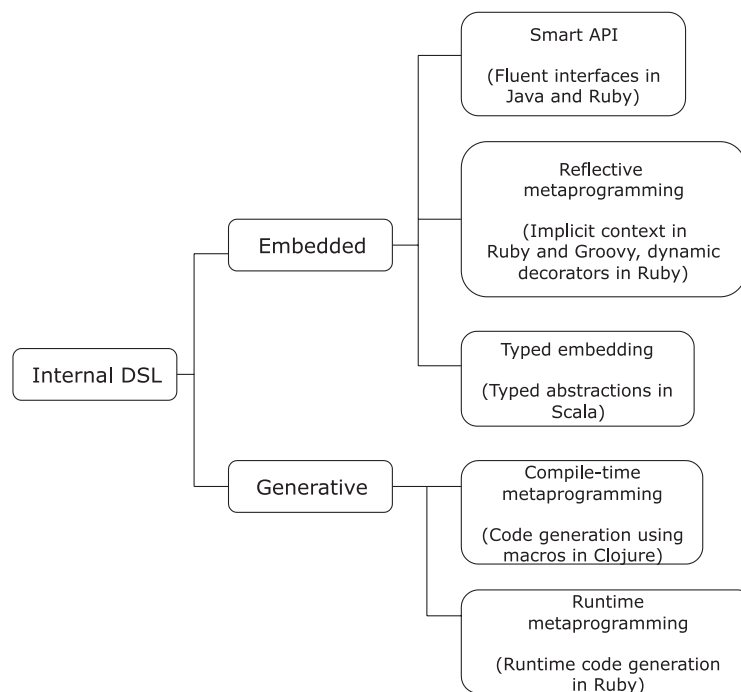 Smart API
(Fluent interfaces in
Java and Ruby)
Reflective
metaprogramming
(Implicit context in
Ruby and Groovy, dynamic
decorators in Ruby)
Embedded
Typed embedding
(Typed abstractions in
Scala)
Internal DSL
Generative
Compile-time
metaprogramming
(Code generation using
macros in Clojure)
Runtime
metaprogramming
(Runtime code generation
in Ruby)